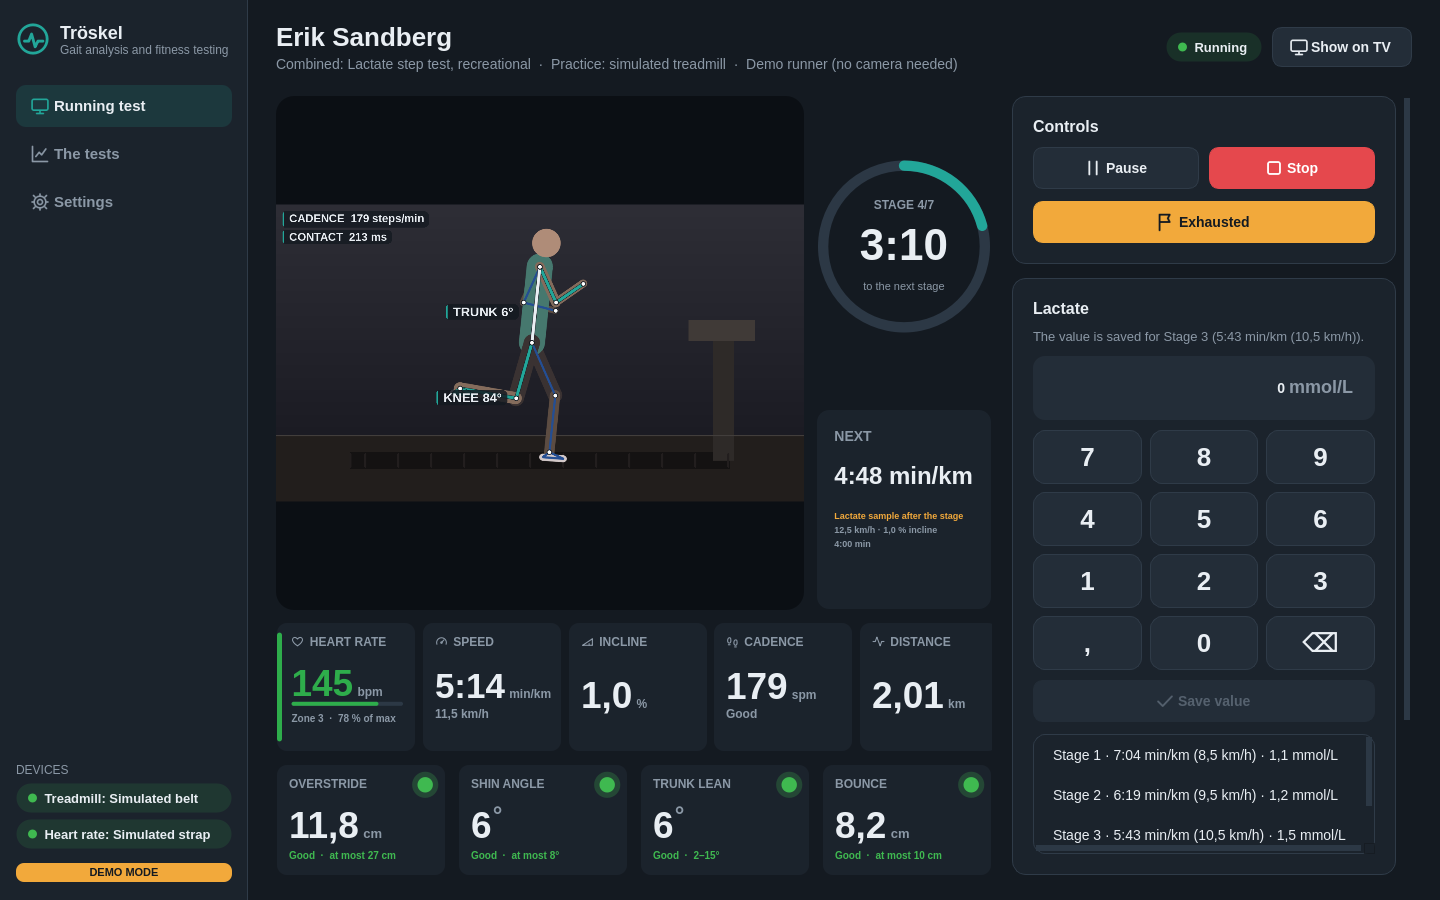 Tröskel
Gait analysis and fitness testing
Running test
The tests
Settings
DEVICES
Treadmill: Simulated belt
Heart rate: Simulated strap
DEMO MODE
Erik Sandberg
Combined: Lactate step test, recreational · Practice: simulated treadmill · Demo runner (no camera needed)
Running
Show on TV
CADENCE 179 steps/min
CONTACT 213 ms
TRUNK 6°
KNEE 84°
STAGE 4/7
3:10
to the next stage
NEXT
4:48 min/km
Lactate sample after the stage
12,5 km/h · 1,0 % incline
4:00 min
HEART RATE
145 bpm
Zone 3 · 78 % of max
SPEED
5:14 min/km
11,5 km/h
INCLINE
1,0 %
CADENCE
179 spm
Good
DISTANCE
2,01 km
OVERSTRIDE
11,8 cm
Good · at most 27 cm
SHIN ANGLE
6°
Good · at most 8°
TRUNK LEAN
6°
Good · 2–15°
BOUNCE
8,2 cm
Good · at most 10 cm
Controls
Pause
Stop
Exhausted
Lactate
The value is saved for Stage 3 (5:43 min/km (10,5 km/h)).
0 mmol/L
7 8 9
4 5 6
1 2 3
, 0 ⌫
Save value
Stage 1 · 7:04 min/km (8,5 km/h) · 1,1 mmol/L
Stage 2 · 6:19 min/km (9,5 km/h) · 1,2 mmol/L
Stage 3 · 5:43 min/km (10,5 km/h) · 1,5 mmol/L